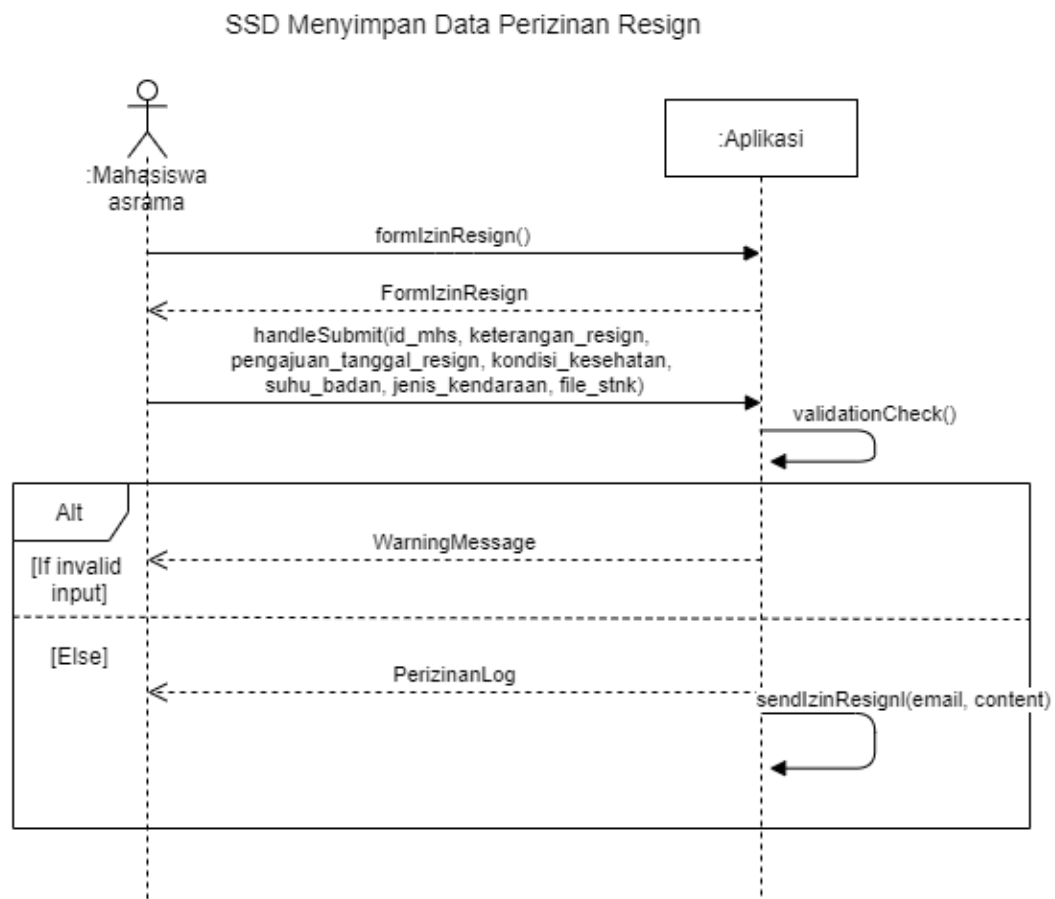 SSD Menyimpan Data Perizinan Resign
:Mahasiswa
asrama
:Aplikasi
formIzinResign()
FormIzinResign
handleSubmit(id_mhs, keterangan_resign,
pengajuan_tanggal_resign, kondisi_kesehatan,
suhu_badan, jenis_kendaraan, file_stnk)
validationCheck()
Alt
WarningMessage
[If invalid
input]
[Else]
PerizinanLog
sendIzinResignI(email, content)